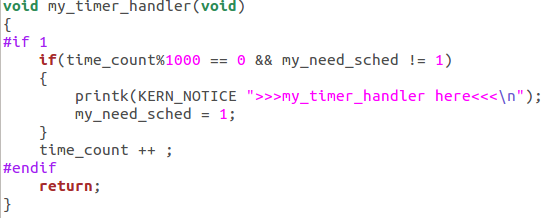 void my_timer_handler(void)
{
#if 1
    if(time_count%1000 == 0 && my_need_sched != 1)
    {
        printk(KERN_NOTICE ">>>my_timer_handler here<<<\n");
        my_need_sched = 1;
    }
    time_count ++ ;
#endif
    return;
}